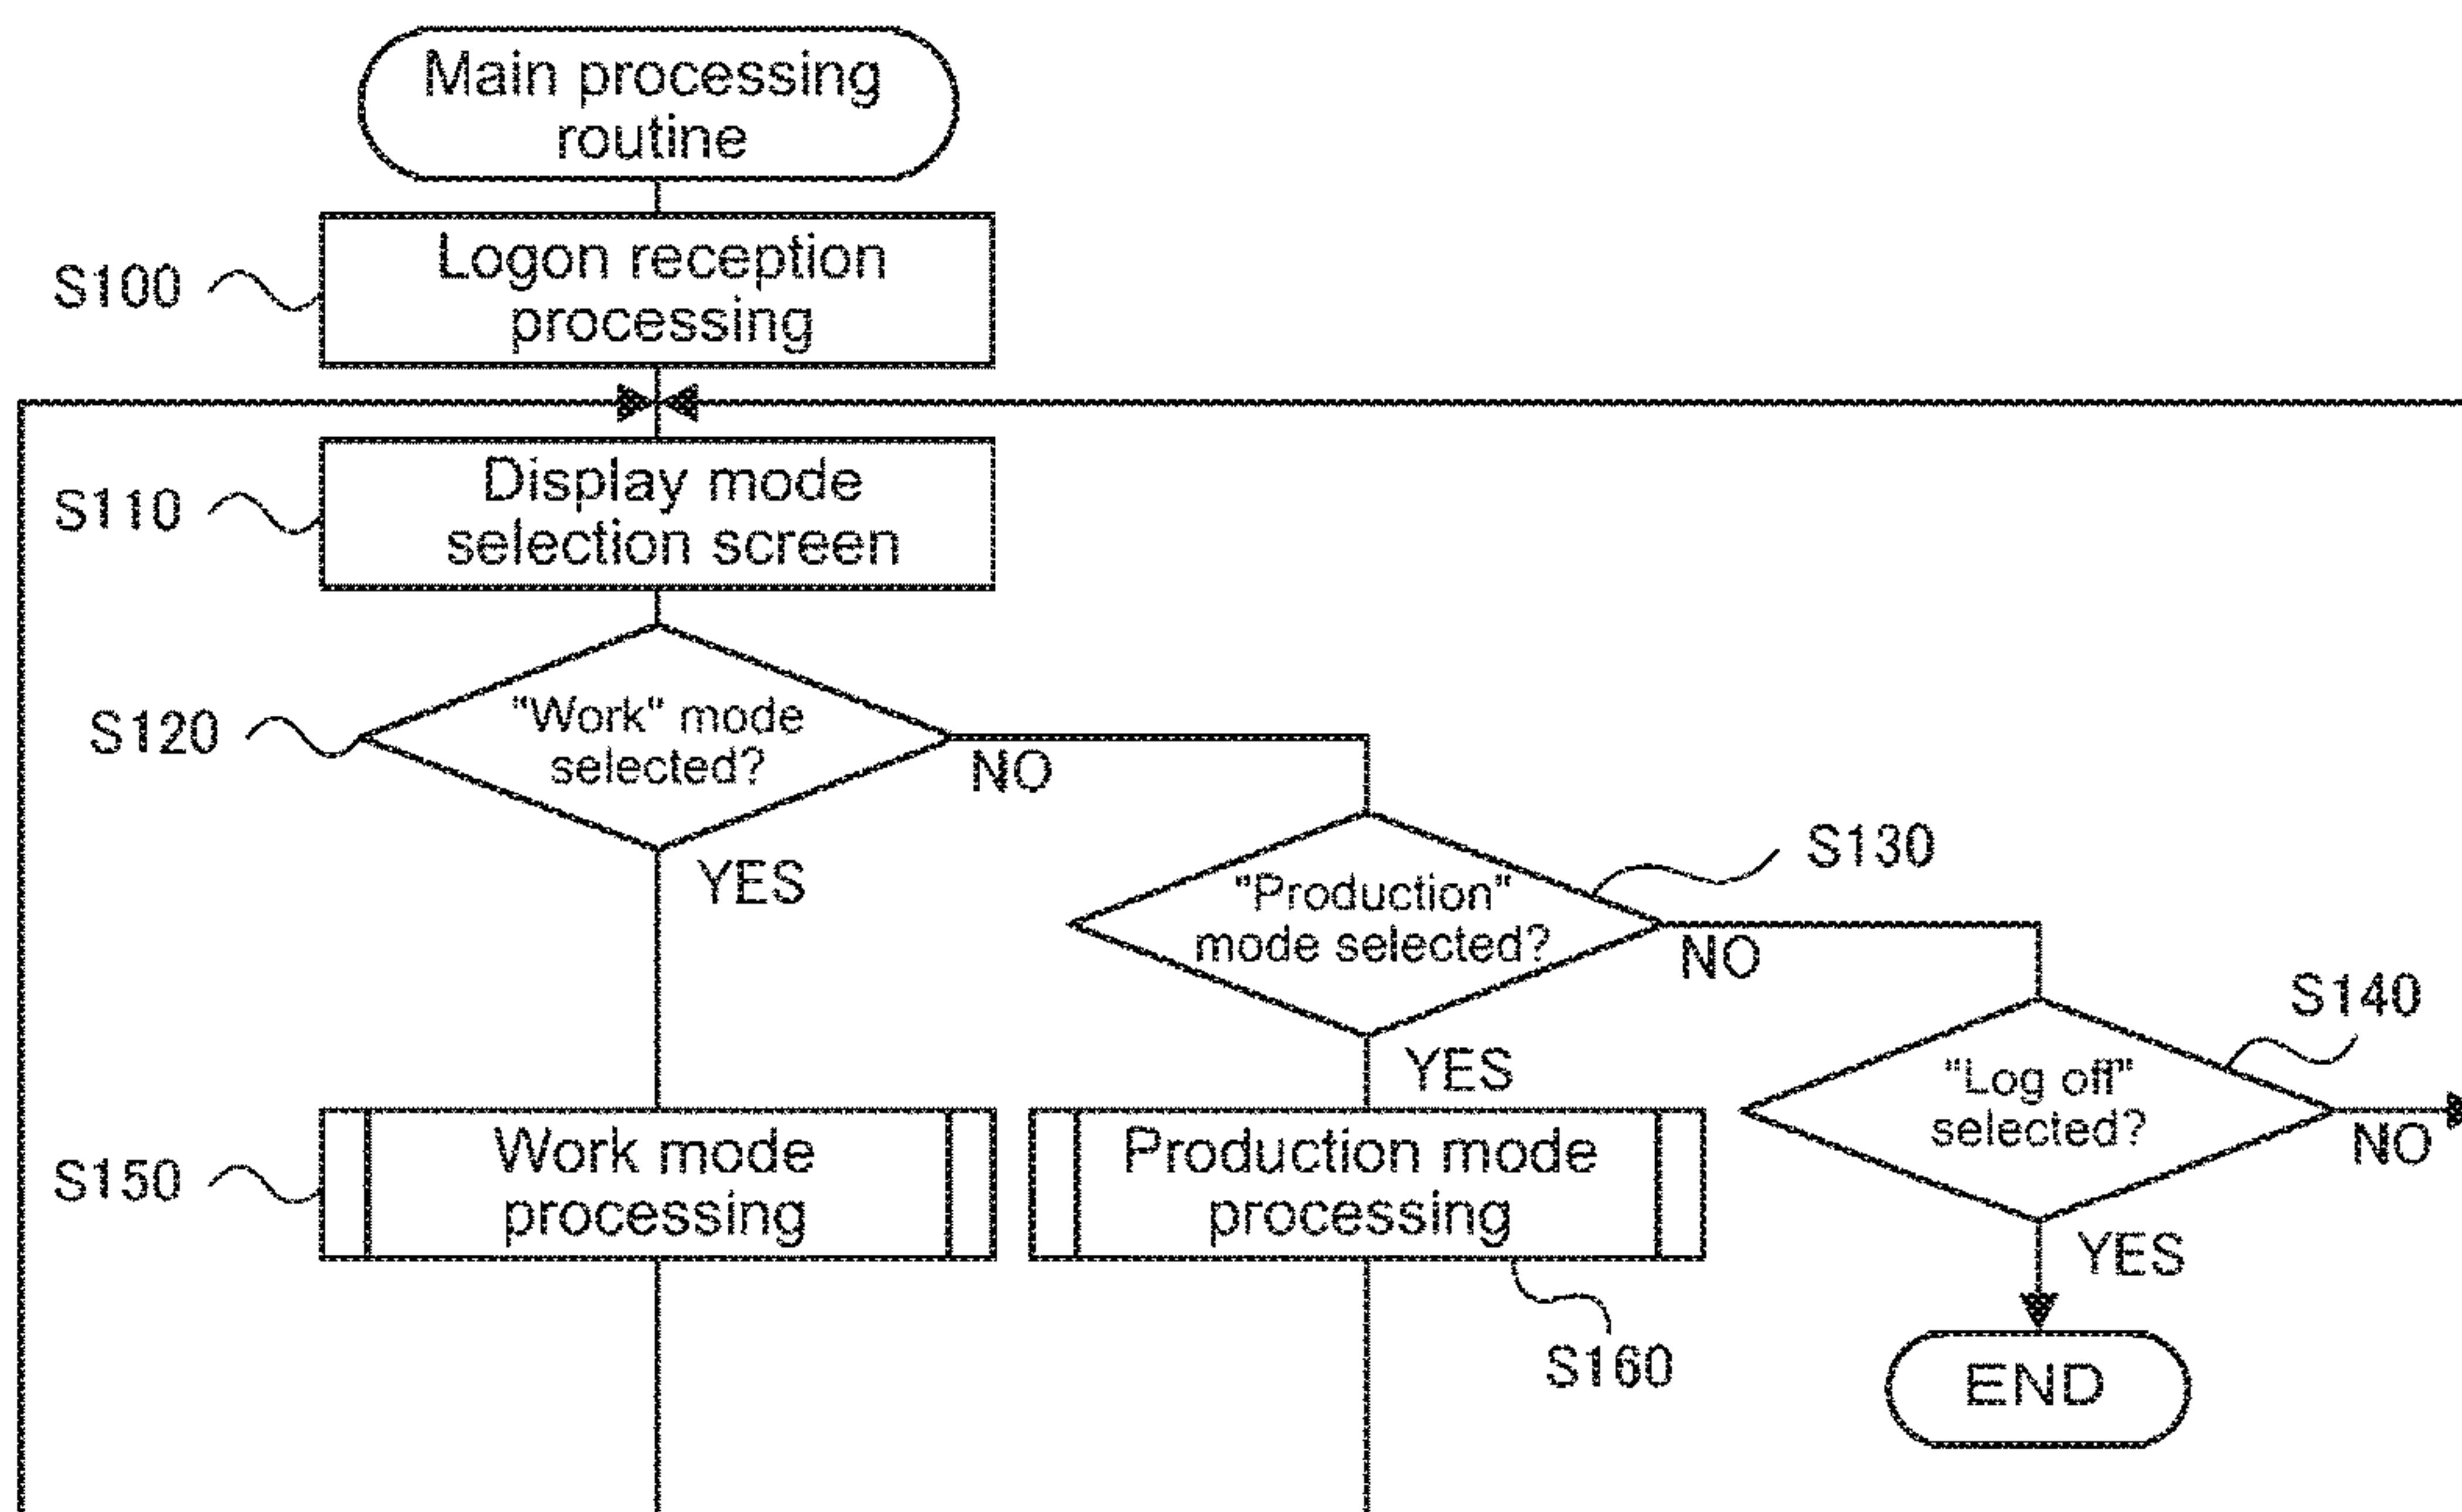 Main processing
routine
S100
Logon reception
processing
S110
Display mode
selection screen
S120
"Work" mode
selected?
NO
YES
S130
"Production"
mode selected?
NO
YES
S140
"Log off"
selected?
NO
YES
S150
Work mode
processing
Production mode
processing
S160
END